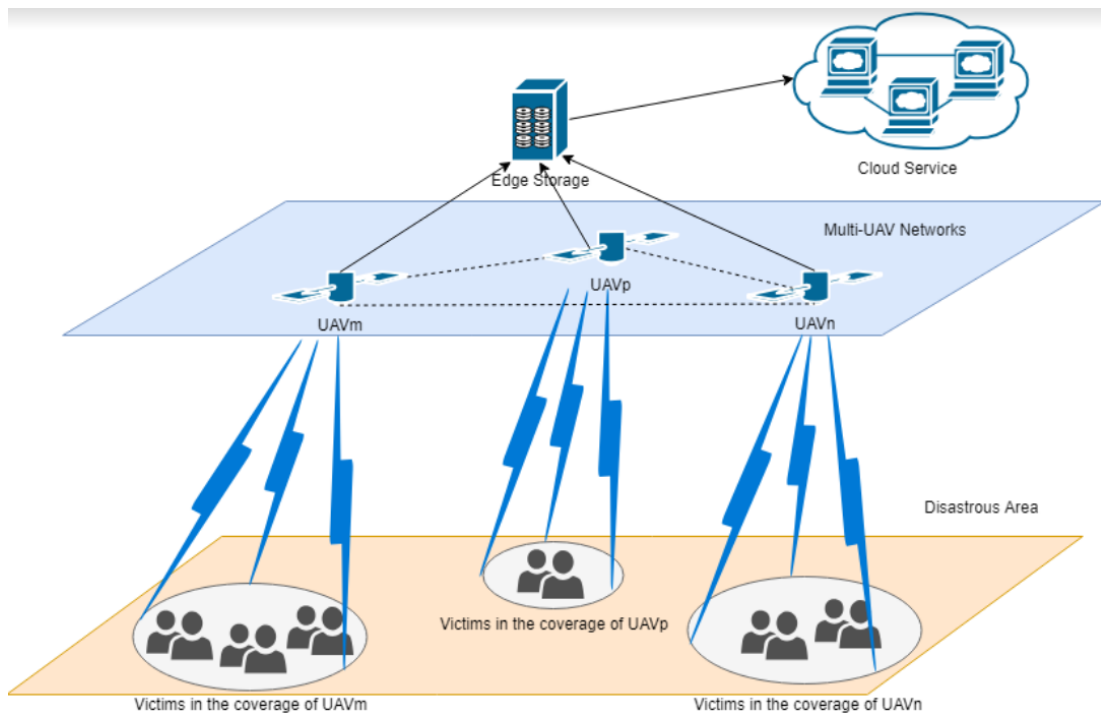 Cloud Service
Edge Storage
Multi-UAV Networks
UAVp
UAVm
UAVn
Disastrous Area
Victims in the coverage of UAVp
Victims in the coverage of UAVm
Victims in the coverage of UAVn